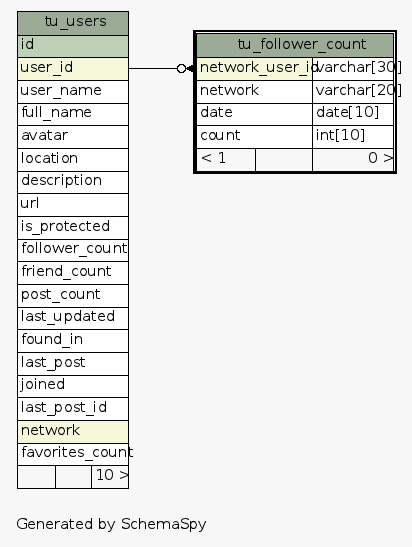 tu_users
id
user_id
user_name
full_name
avatar
location
description
url
is_protected
follower_count
friend_count
post_count
last_updated
found_in
last_post
joined
last_post_id
network
favorites_count
10 >
tu_follower_count
network_user_id varchar[30]
network varchar[20]
date date[10]
count int[10]
< 1 0 >
Generated by SchemaSpy